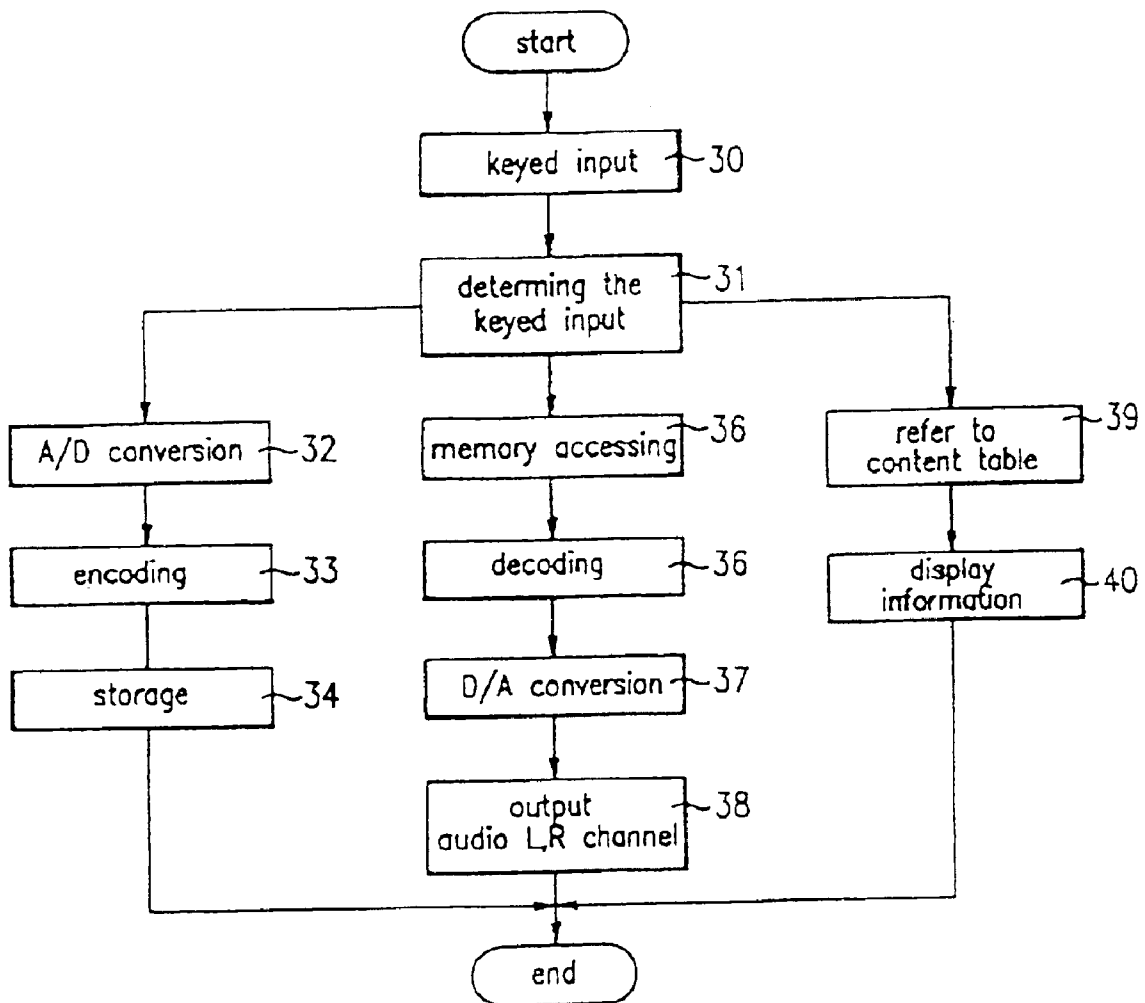 start
keyed input
30
determing the
keyed input
31
A/D conversion
32
memory accessing
36
refer to
content table
39
encoding
33
decoding
36
display
information
40
storage
34
D/A conversion
37
output
audio L,R channel
38
end